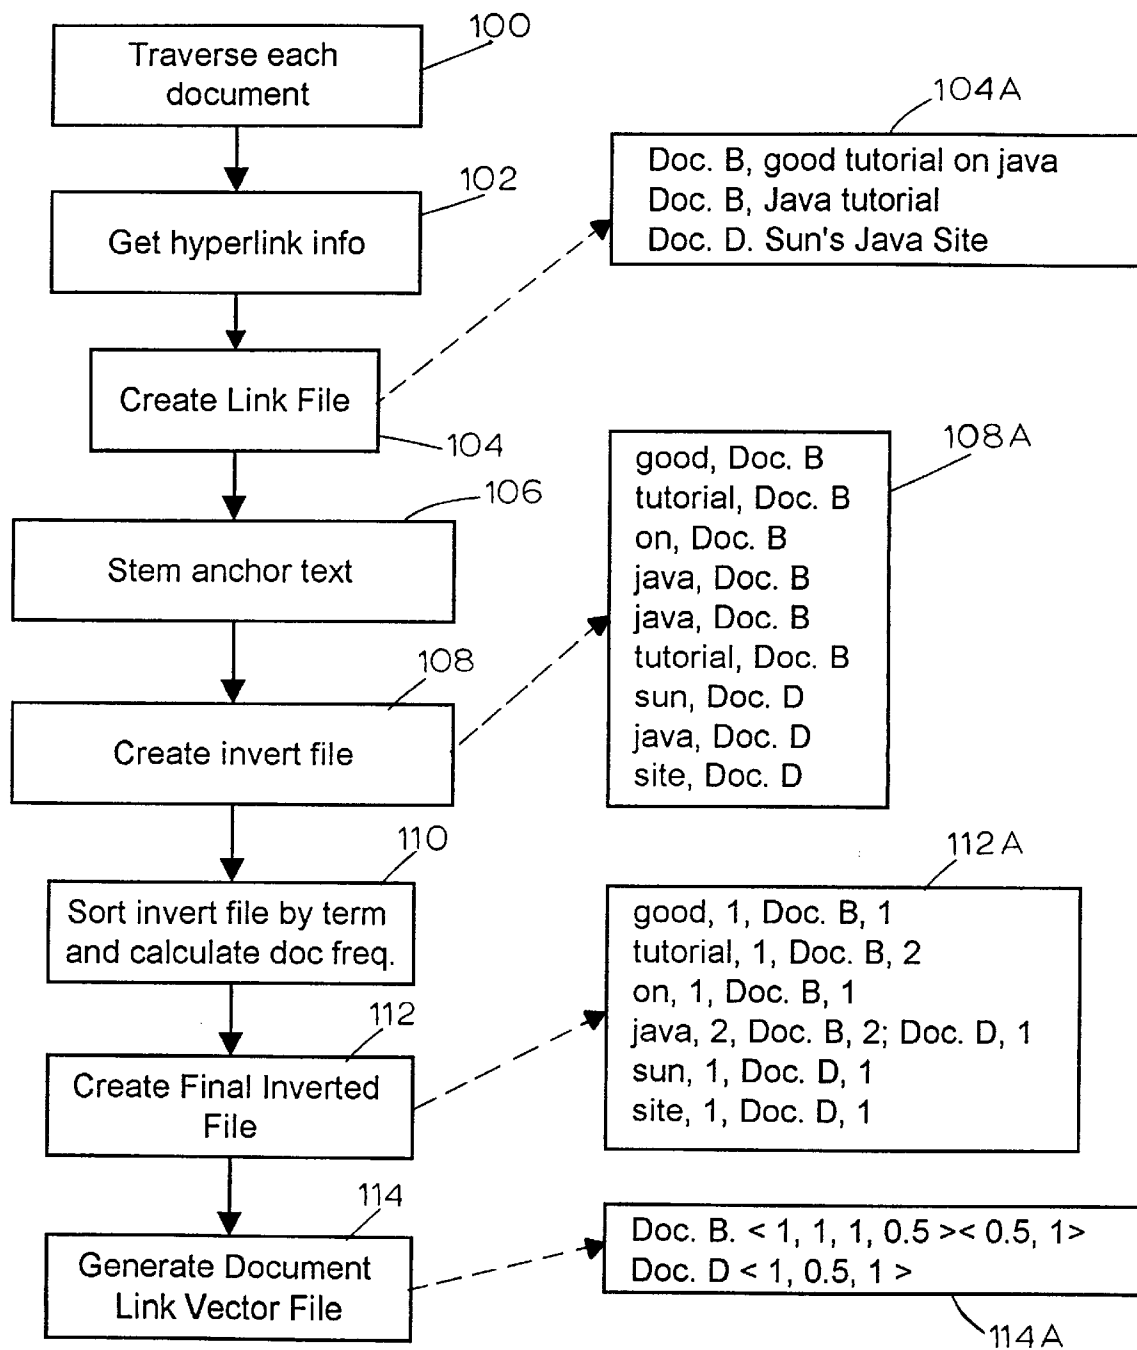 100
Traverse each
document
104A
Doc. B, good tutorial on java
Doc. B, Java tutorial
Doc. D. Sun's Java Site
102
Get hyperlink info
Create Link File
104
108A
good, Doc. B
tutorial, Doc. B
on, Doc. B
java, Doc. B
java, Doc. B
tutorial, Doc. B
sun, Doc. D
java, Doc. D
site, Doc. D
106
Stem anchor text
108
Create invert file
110
Sort invert file by term
and calculate doc freq.
112A
good, 1, Doc. B, 1
tutorial, 1, Doc. B, 2
on, 1, Doc. B, 1
java, 2, Doc. B, 2; Doc. D, 1
sun, 1, Doc. D, 1
site, 1, Doc. D, 1
112
Create Final Inverted
File
114
Generate Document
Link Vector File
Doc. B. < 1, 1, 1, 0.5 >< 0.5, 1>
Doc. D < 1, 0.5, 1 >
114A